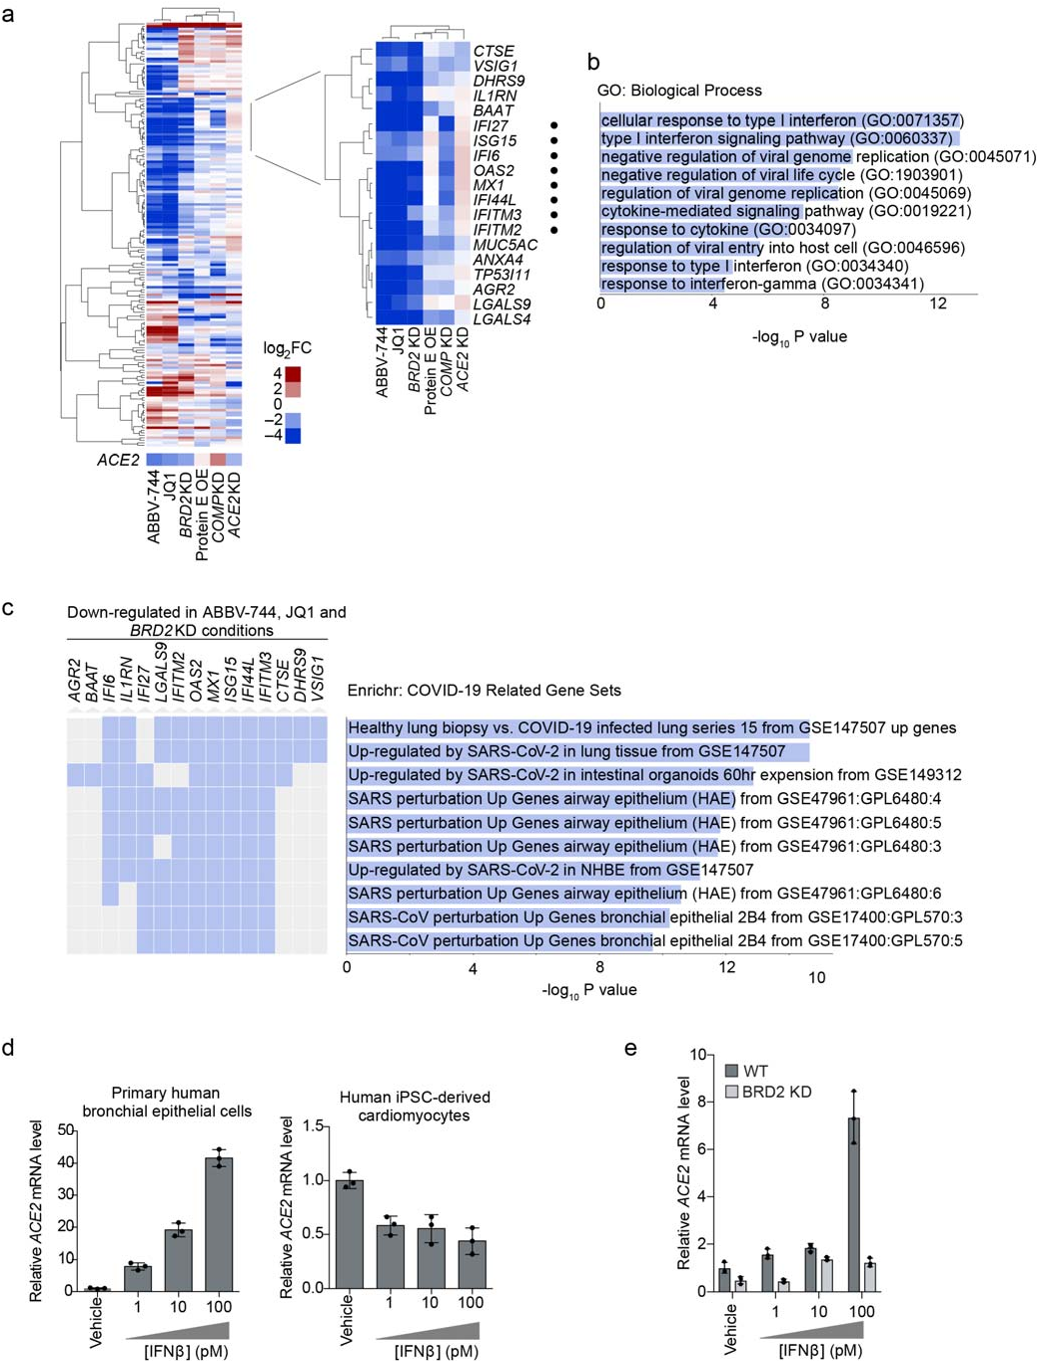 a
CTSE
VSIG1
DHRS9
IL1RN
BAAT
IFI27
ISG15
IFI6
OAS2
MX1
IFI44L
IFITM3
IFITM2
MUC5AC
ANXA4
TP53I11
AGR2
LGALS9
LGALS4
ABBV-744
JQ1
BRD2 KD
Protein E OE
COMP KD
ACE2 KD
log2FC
4
2
0
−2
−4
ACE2
ABBV-744
JQ1
BRD2KD
Protein E OE
COMPKD
ACE2KD
b
GO: Biological Process
cellular response to type I interferon (GO:0071357)
type I interferon signaling pathway (GO:0060337)
negative regulation of viral genome replication (GO:0045071)
negative regulation of viral life cycle (GO:1903901)
regulation of viral genome replication (GO:0045069)
cytokine-mediated signaling pathway (GO:0019221)
response to cytokine (GO:0034097)
regulation of viral entry into host cell (GO:0046596)
response to type I interferon (GO:0034340)
response to interferon-gamma (GO:0034341)
0 4 8 12
-log10 P value
c
Down-regulated in ABBV-744, JQ1 and
BRD2KD conditions
AGR2
BAAT
IFI6
IL1RN
IFI27
LGALS9
IFITM2
OAS2
MX1
ISG15
IFI44L
IFITM3
CTSE
DHRS9
VSIG1
Enrichr: COVID-19 Related Gene Sets
Healthy lung biopsy vs. COVID-19 infected lung series 15 from GSE147507 up genes
Up-regulated by SARS-CoV-2 in lung tissue from GSE147507
Up-regulated by SARS-CoV-2 in intestinal organoids 60hr expension from GSE149312
SARS perturbation Up Genes airway epithelium (HAE) from GSE47961:GPL6480:4
SARS perturbation Up Genes airway epithelium (HAE) from GSE47961:GPL6480:5
SARS perturbation Up Genes airway epithelium (HAE) from GSE47961:GPL6480:3
Up-regulated by SARS-CoV-2 in NHBE from GSE147507
SARS perturbation Up Genes airway epithelium (HAE) from GSE47961:GPL6480:6
SARS-CoV perturbation Up Genes bronchial epithelial 2B4 from GSE17400:GPL570:3
SARS-CoV perturbation Up Genes bronchial epithelial 2B4 from GSE17400:GPL570:5
0 4 8 12 10
-log10 P value
d
Primary human
bronchial epithelial cells
Relative ACE2 mRNA level
50
40
30
20
10
0
Vehicle 1 10 100
[IFNβ] (pM)
Human iPSC-derived
cardiomyocytes
Relative ACE2 mRNA level
1.5
1.0
0.5
0.0
Vehicle 1 10 100
[IFNβ] (pM)
e
WT
BRD2 KD
Relative ACE2 mRNA level
10
8
6
4
2
0
Vehicle 1 10 100
[IFNβ] (pM)